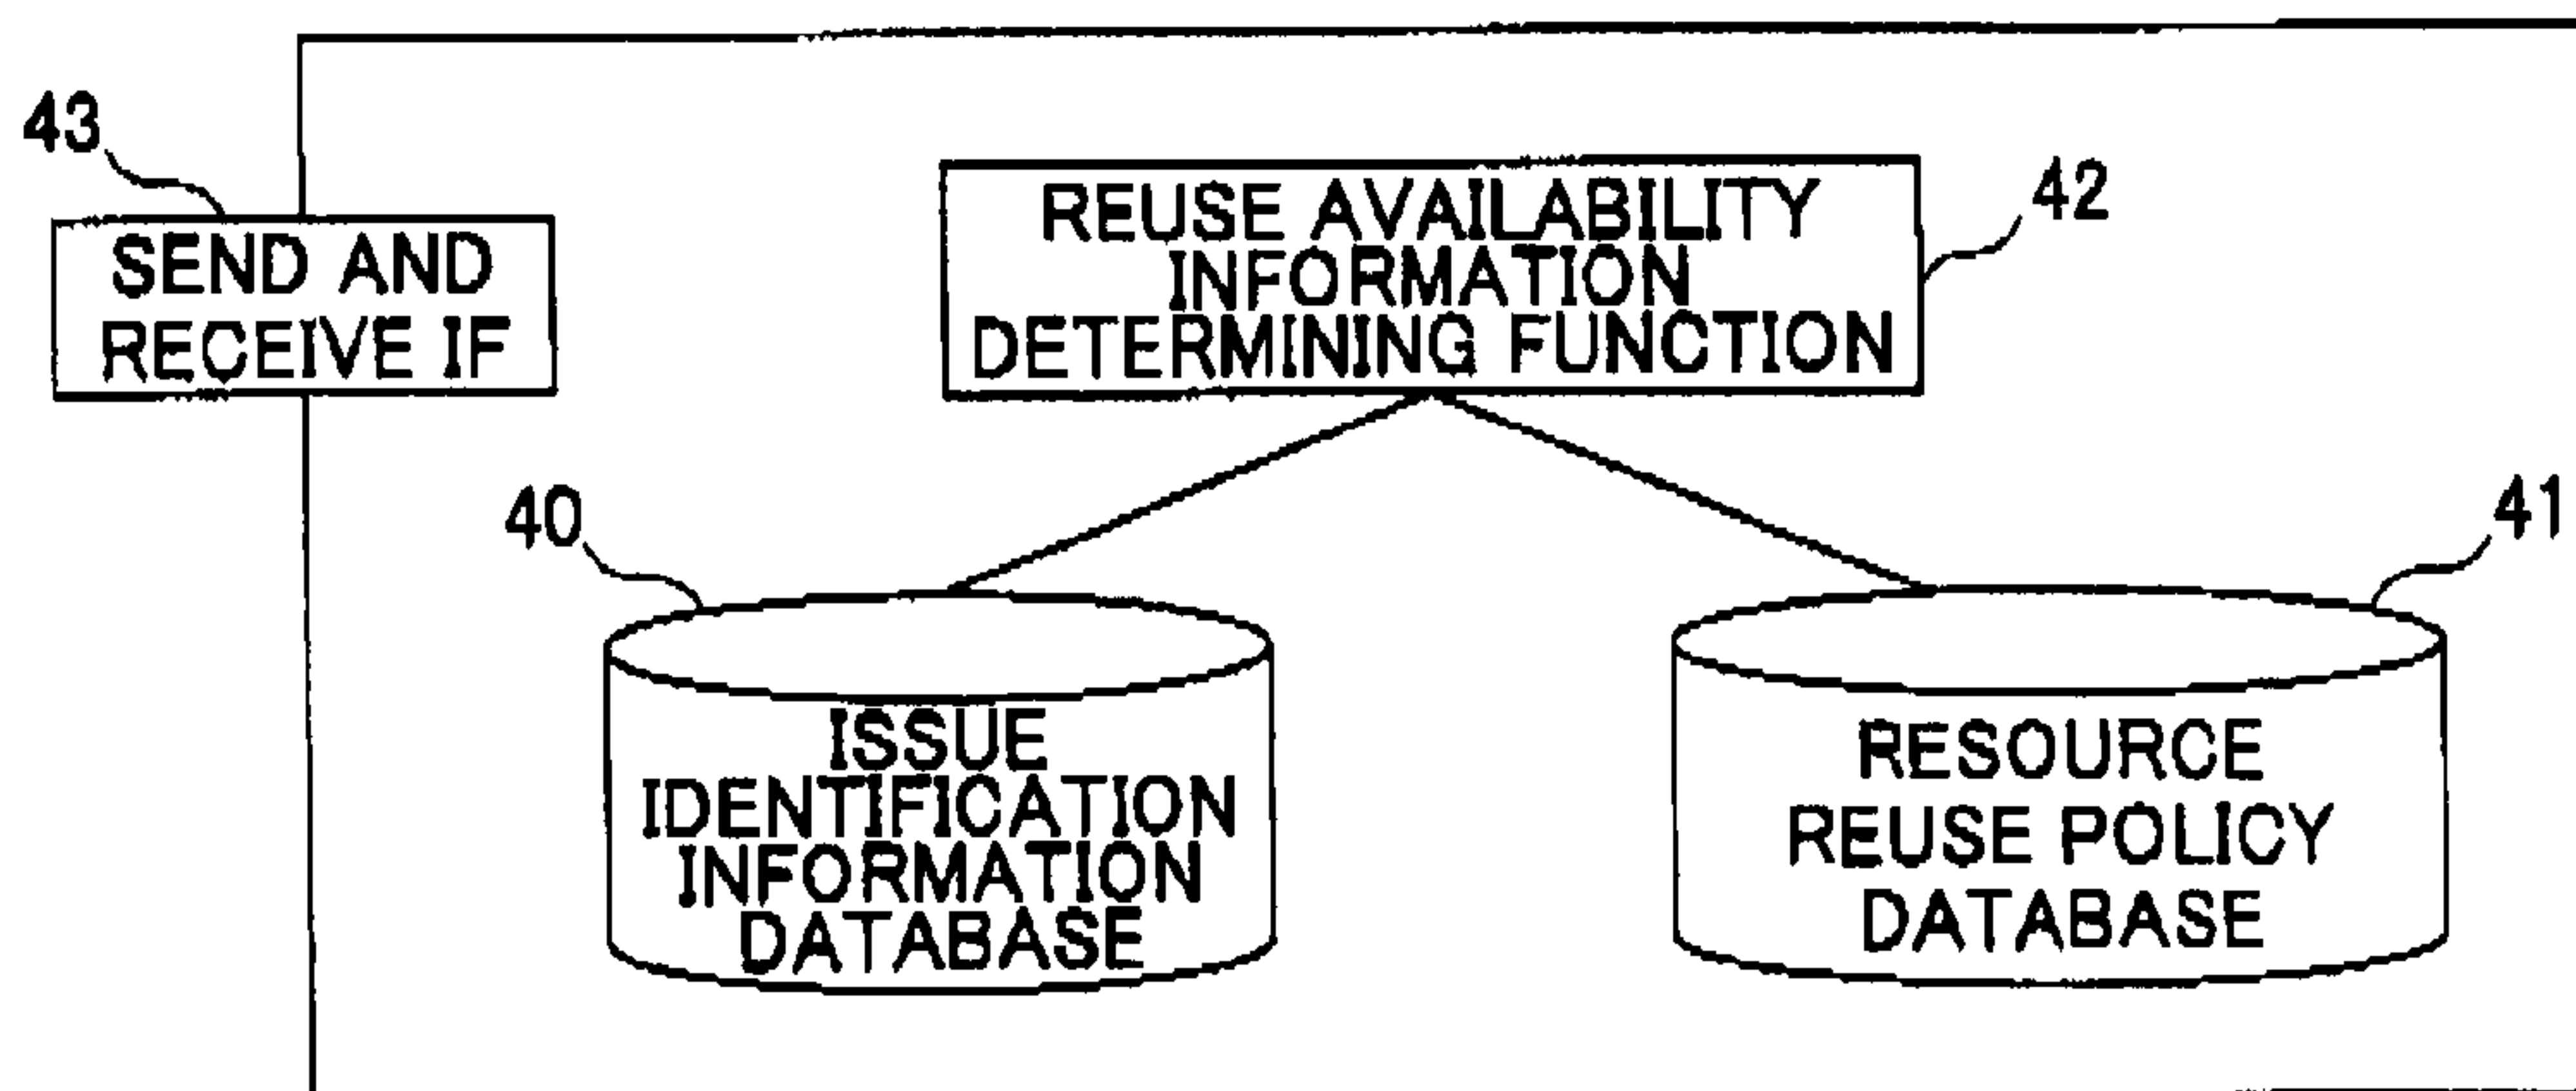 43
SEND AND
RECEIVE IF
REUSE AVAILABILITY
INFORMATION
DETERMINING FUNCTION
42
40
ISSUE
IDENTIFICATION
INFORMATION
DATABASE
41
RESOURCE
REUSE POLICY
DATABASE